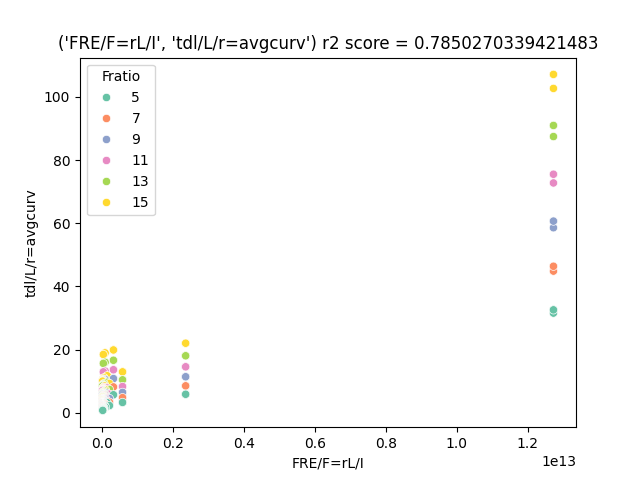 ('FRE/F=rL/I', 'tdl/L/r=avgcurv') r2 score = 0.7850270339421483
Fratio
5
7
9
11
13
15
100
80
60
40
20
0
tdl/L/r=avgcurv
0.0 0.2 0.4 0.6 0.8 1.0 1.2
1e13
FRE/F=rL/I